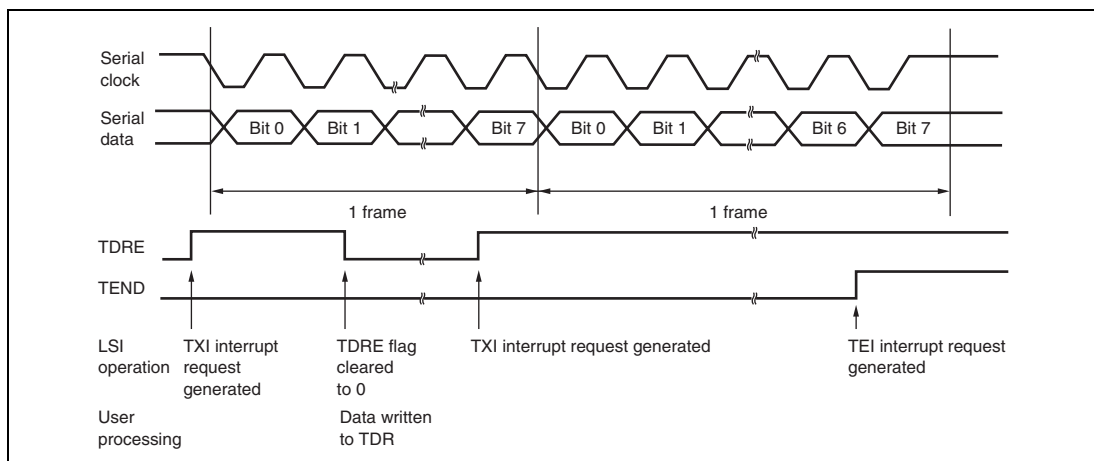 Serial
clock
Serial
data
Bit 0
Bit 1
Bit 7
Bit 0
Bit 1
Bit 6
Bit 7
1 frame
1 frame
TDRE
TEND
LSI
operation
TXI interrupt
request
generated
TDRE flag
cleared
to 0
TXI interrupt request generated
TEI interrupt request
generated
User
processing
Data written
to TDR